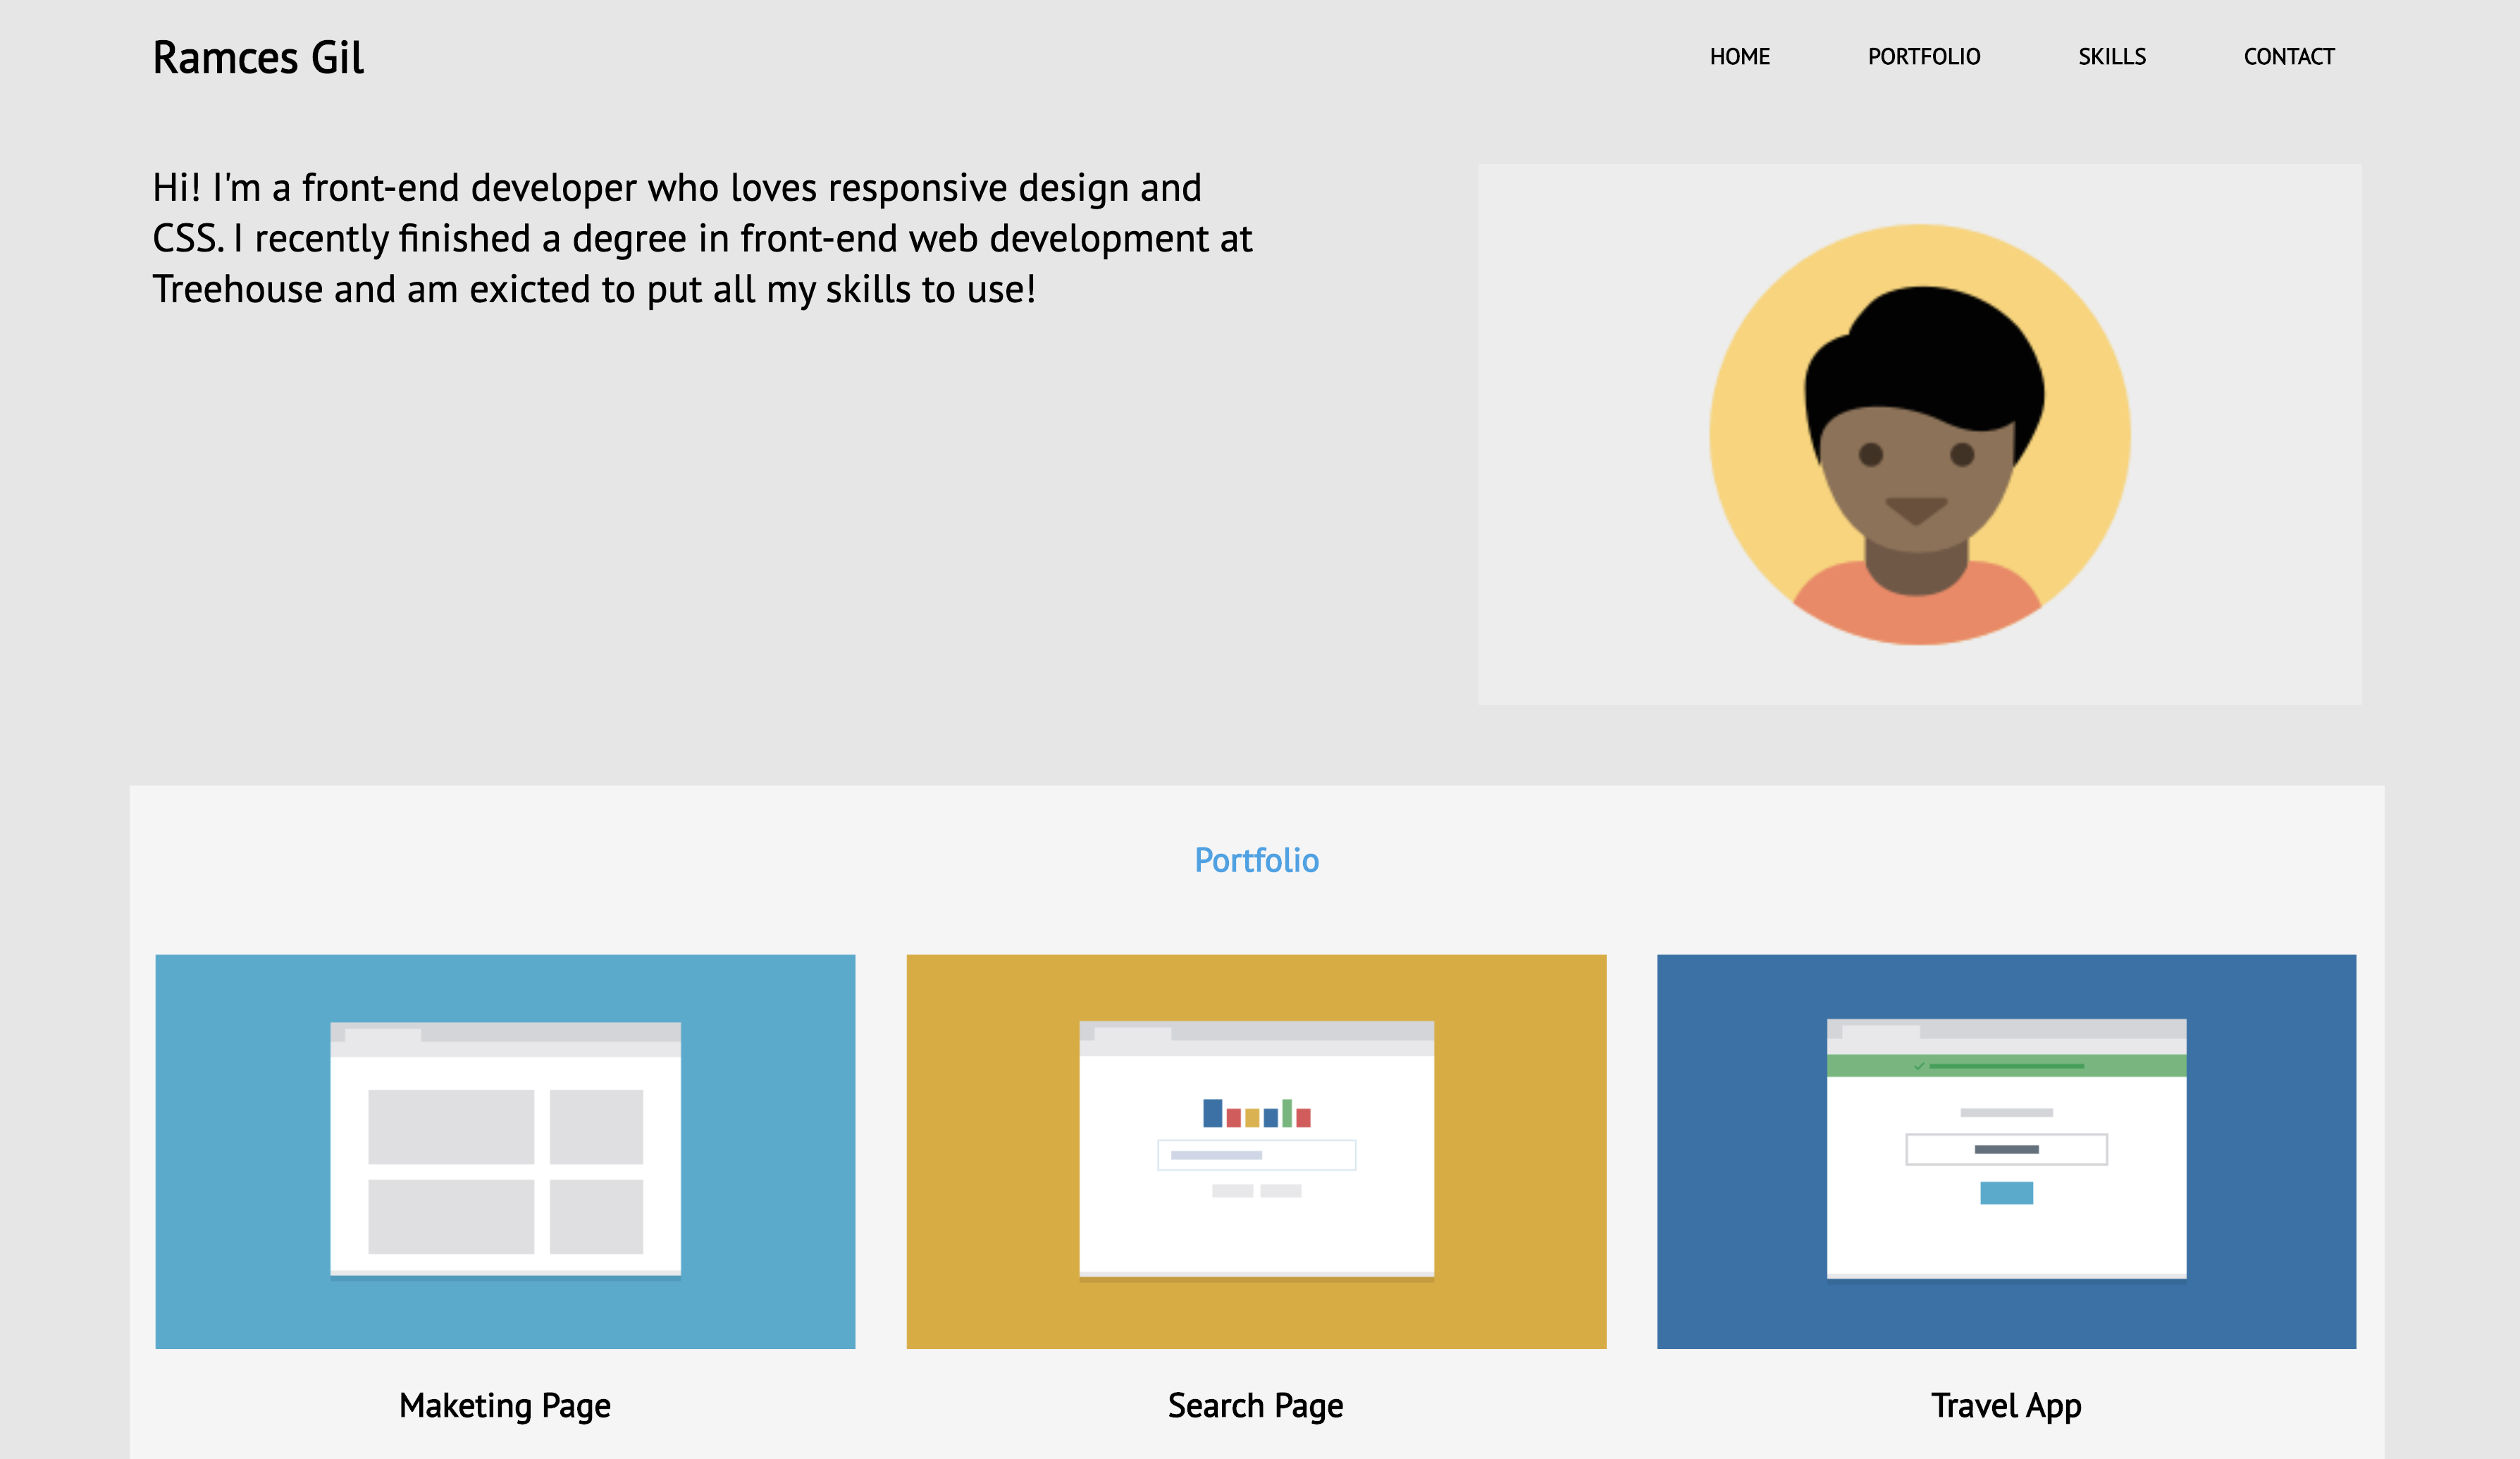 Ramces Gil
HOME
PORTFOLIO
SKILLS
CONTACT
Hi! I'm a front-end developer who loves responsive design and
CSS. I recently finished a degree in front-end web development at
Treehouse and am exicted to put all my skills to use!
Portfolio
Maketing Page
Search Page
Travel App